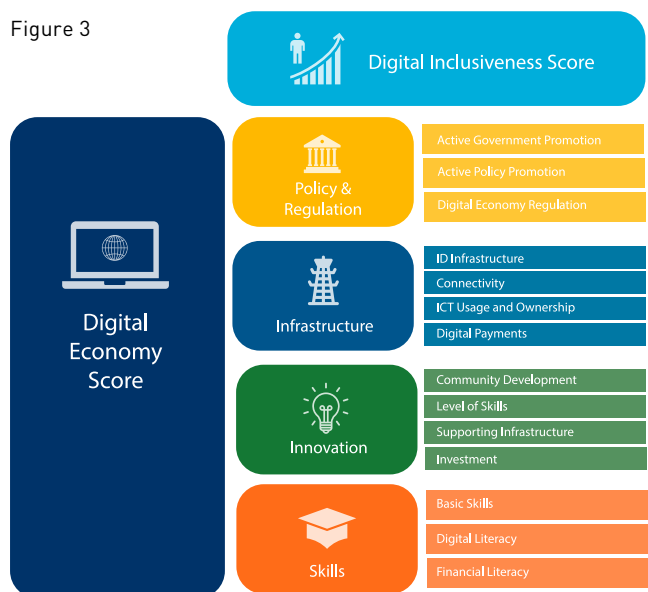 Figure 3
Digital Inclusiveness Score
Digital
Economy
Score
Policy &
Regulation
Active Government Promotion
Active Policy Promotion
Digital Economy Regulation
Infrastructure
ID Infrastructure
Connectivity
ICT Usage and Ownership
Digital Payments
Innovation
Community Development
Level of Skills
Supporting Infrastructure
Investment
Skills
Basic Skills
Digital Literacy
Financial Literacy